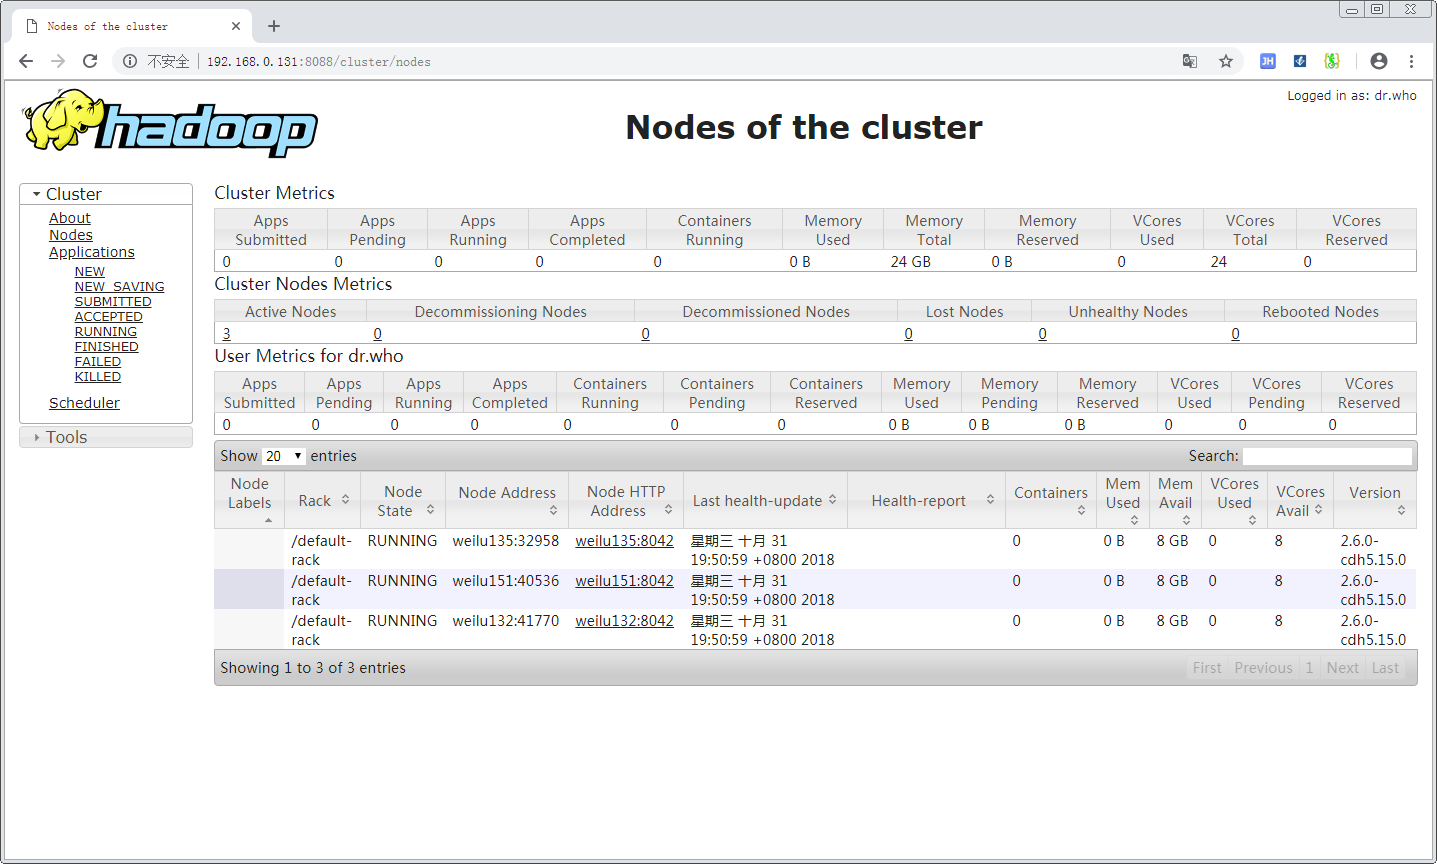 Nodes of the cluster
不安全 192.168.0.131:8088/cluster/nodes
JH
hadoop
Nodes of the cluster
Logged in as: dr.who
Cluster
About
Nodes
Applications
NEW
NEW_SAVING
SUBMITTED
ACCEPTED
RUNNING
FINISHED
FAILED
KILLED
Scheduler
Tools
Cluster Metrics
Apps Submitted Apps Pending Apps Running Apps Completed Containers Running Memory Used Memory Total Memory Reserved VCores Used VCores Total VCores Reserved
0 0 0 0 0 0 B 24 GB 0 B 0 24 0
Cluster Nodes Metrics
Active Nodes Decommissioning Nodes Decommissioned Nodes Lost Nodes Unhealthy Nodes Rebooted Nodes
3 0 0 0 0 0
User Metrics for dr.who
Apps Submitted Apps Pending Apps Running Apps Completed Containers Running Containers Pending Containers Reserved Memory Used Memory Pending Memory Reserved VCores Used VCores Pending VCores Reserved
0 0 0 0 0 0 0 0 B 0 B 0 B 0 0 0
Show 20 entries Search:
Node Labels Rack Node State Node Address Node HTTP Address Last health-update Health-report Containers Mem Used Mem Avail VCores Used VCores Avail Version
/default-rack RUNNING weilu135:32958 weilu135:8042 星期三 十月 31 19:50:59 +0800 2018 0 0 B 8 GB 0 8 2.6.0-cdh5.15.0
/default-rack RUNNING weilu151:40536 weilu151:8042 星期三 十月 31 19:50:59 +0800 2018 0 0 B 8 GB 0 8 2.6.0-cdh5.15.0
/default-rack RUNNING weilu132:41770 weilu132:8042 星期三 十月 31 19:50:59 +0800 2018 0 0 B 8 GB 0 8 2.6.0-cdh5.15.0
Showing 1 to 3 of 3 entries First Previous 1 Next Last